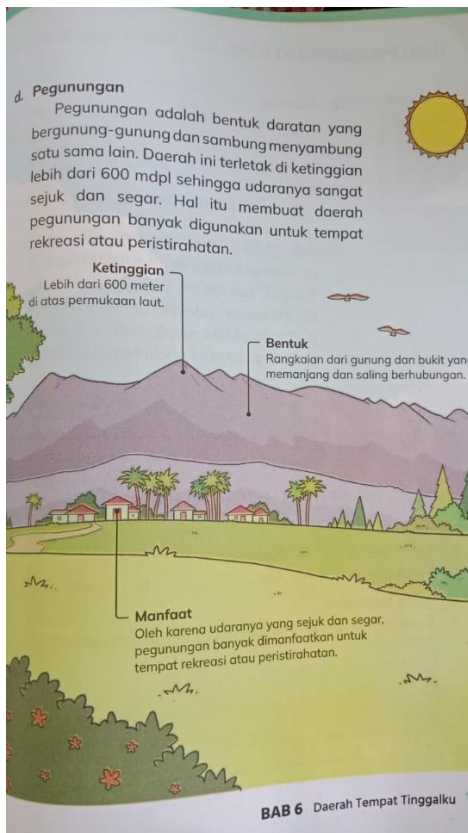 d. Pegunungan
Pegunungan adalah bentuk daratan yang
bergunung-gunung dan sambung menyambung
satu sama lain. Daerah ini terletak di ketinggian
lebih dari 600 mdpl sehingga udaranya sangat
sejuk dan segar. Hal itu membuat daerah
pegunungan banyak digunakan untuk tempat
rekreasi atau peristirahatan.
Ketinggian
Lebih dari 600 meter
di atas permukaan laut.
Bentuk
Rangkaian dari gunung dan bukit yan
memanjang dan saling berhubungan.
Manfaat
Oleh karena udaranya yang sejuk dan segar,
pegunungan banyak dimanfaatkan untuk
tempat rekreasi atau peristirahatan.
BAB 6 Daerah Tempat Tinggalku